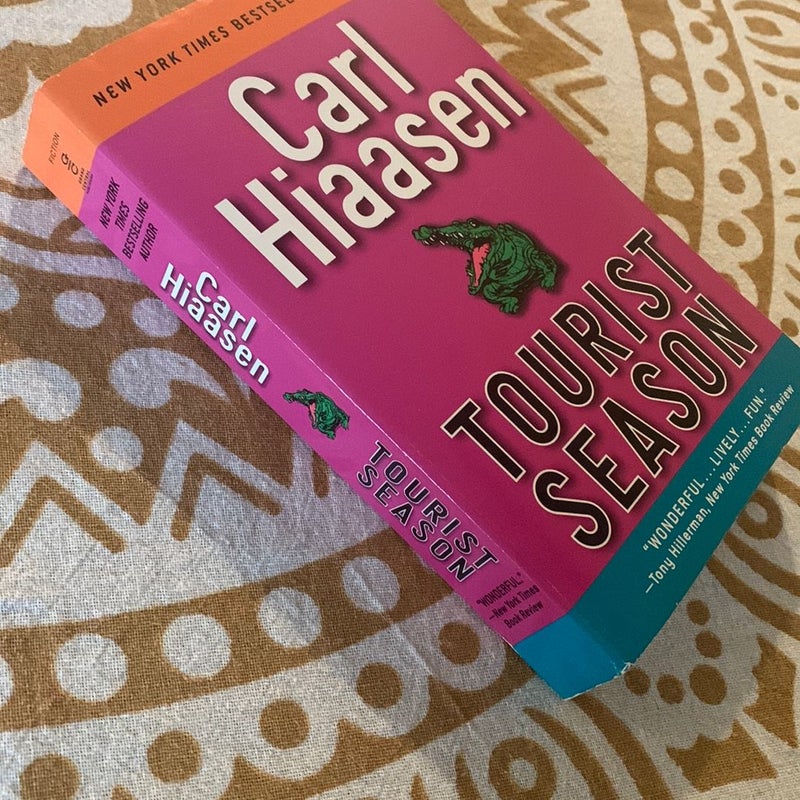 NEW YORK TIMES BESTSE
Carl
Hiaasen
TOURIST
SEASON
"WONDERFUL...LIVELY...FUN."
—Tony Hillerman, New York Times Book Review
FICTION
NEW YORK
TIMES
BESTSELLING
AUTHOR
Carl
Hiaasen
TOURIST
SEASON
"WONDERFUL."
—New York Times
Book Review